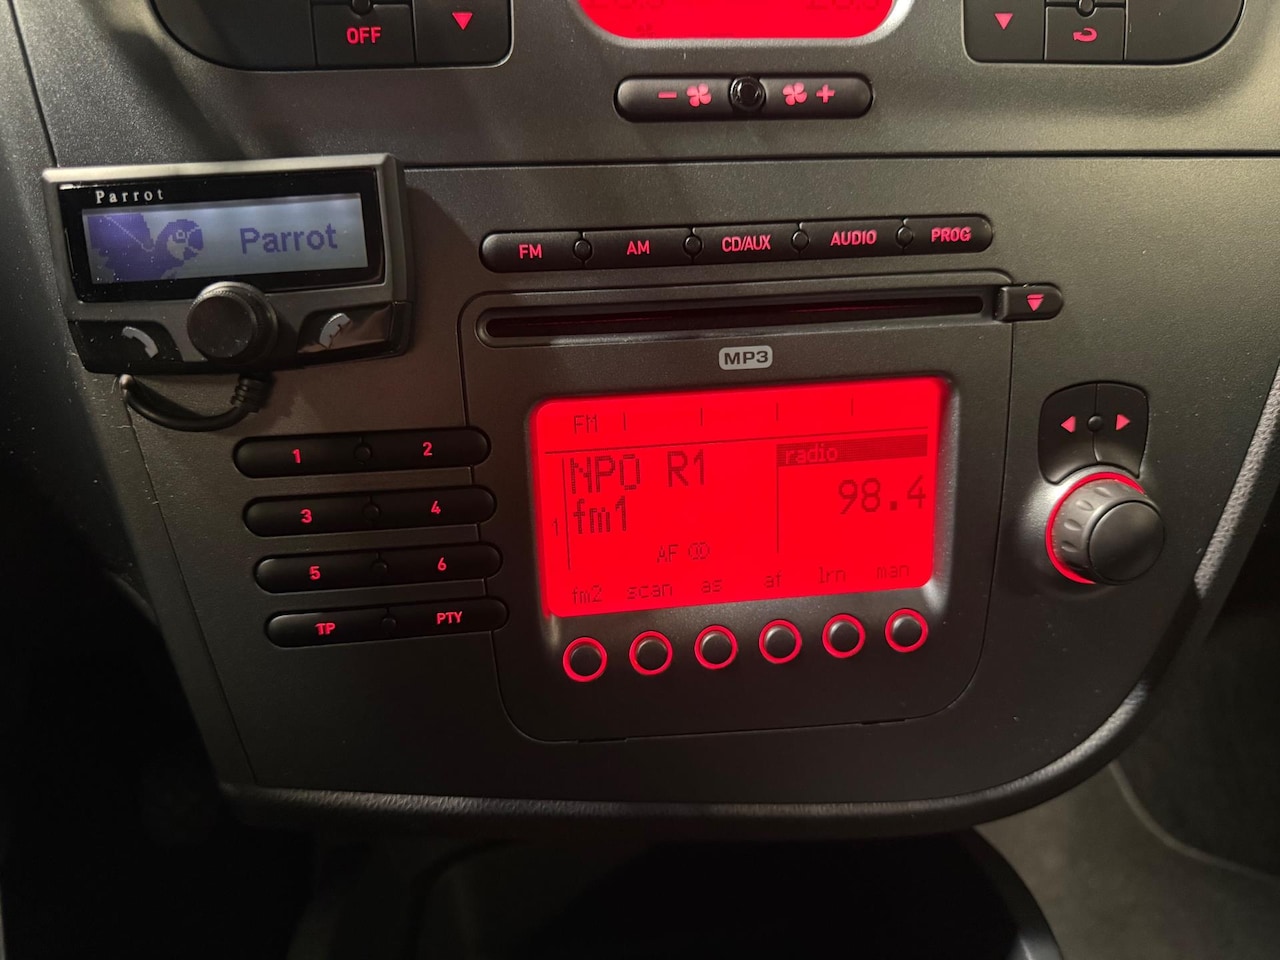 OFF
Parrot
Parrot
FM AM CD/AUX AUDIO PROG
MP3
FM
NPO R1
radio
98.4
fm1
1
AF
fm2 scan as af lrn man
1 2
3 4
5 6
TP PTY